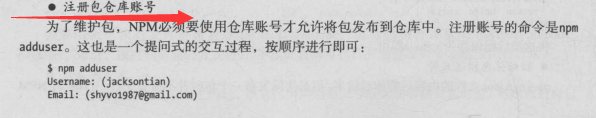 ● 注册包仓库账号
为了维护包，NPM必须要使用仓库账号才允许将包发布到仓库中。注册账号的命令是npm
adduser。这也是一个提问式的交互过程，按顺序进行即可：
$ npm adduser
Username: (jacksontian)
Email: (shyvo1987@gmail.com)